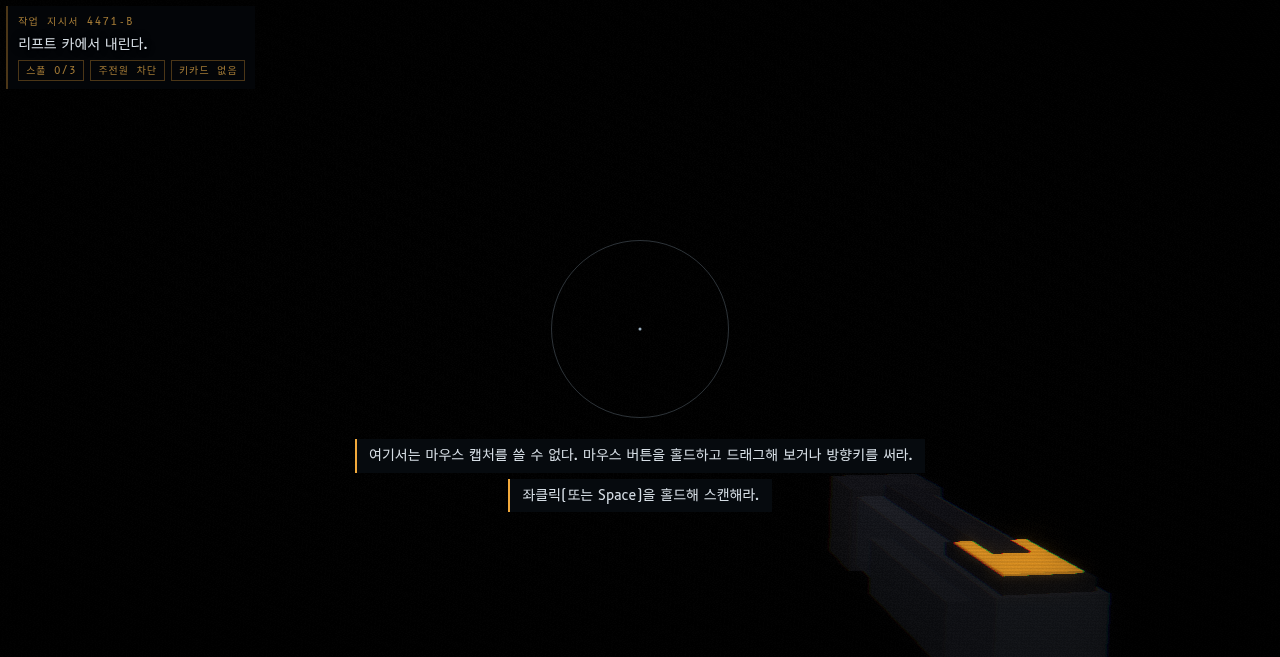 작업 지시서 4471-B
리프트 카에서 내린다.
스풀 0/3 주전원 차단 키카드 없음
여기서는 마우스 캡처를 쓸 수 없다. 마우스 버튼을 홀드하고 드래그해 보거나 방향키를 써라.
좌클릭(또는 Space)을 홀드해 스캔해라.